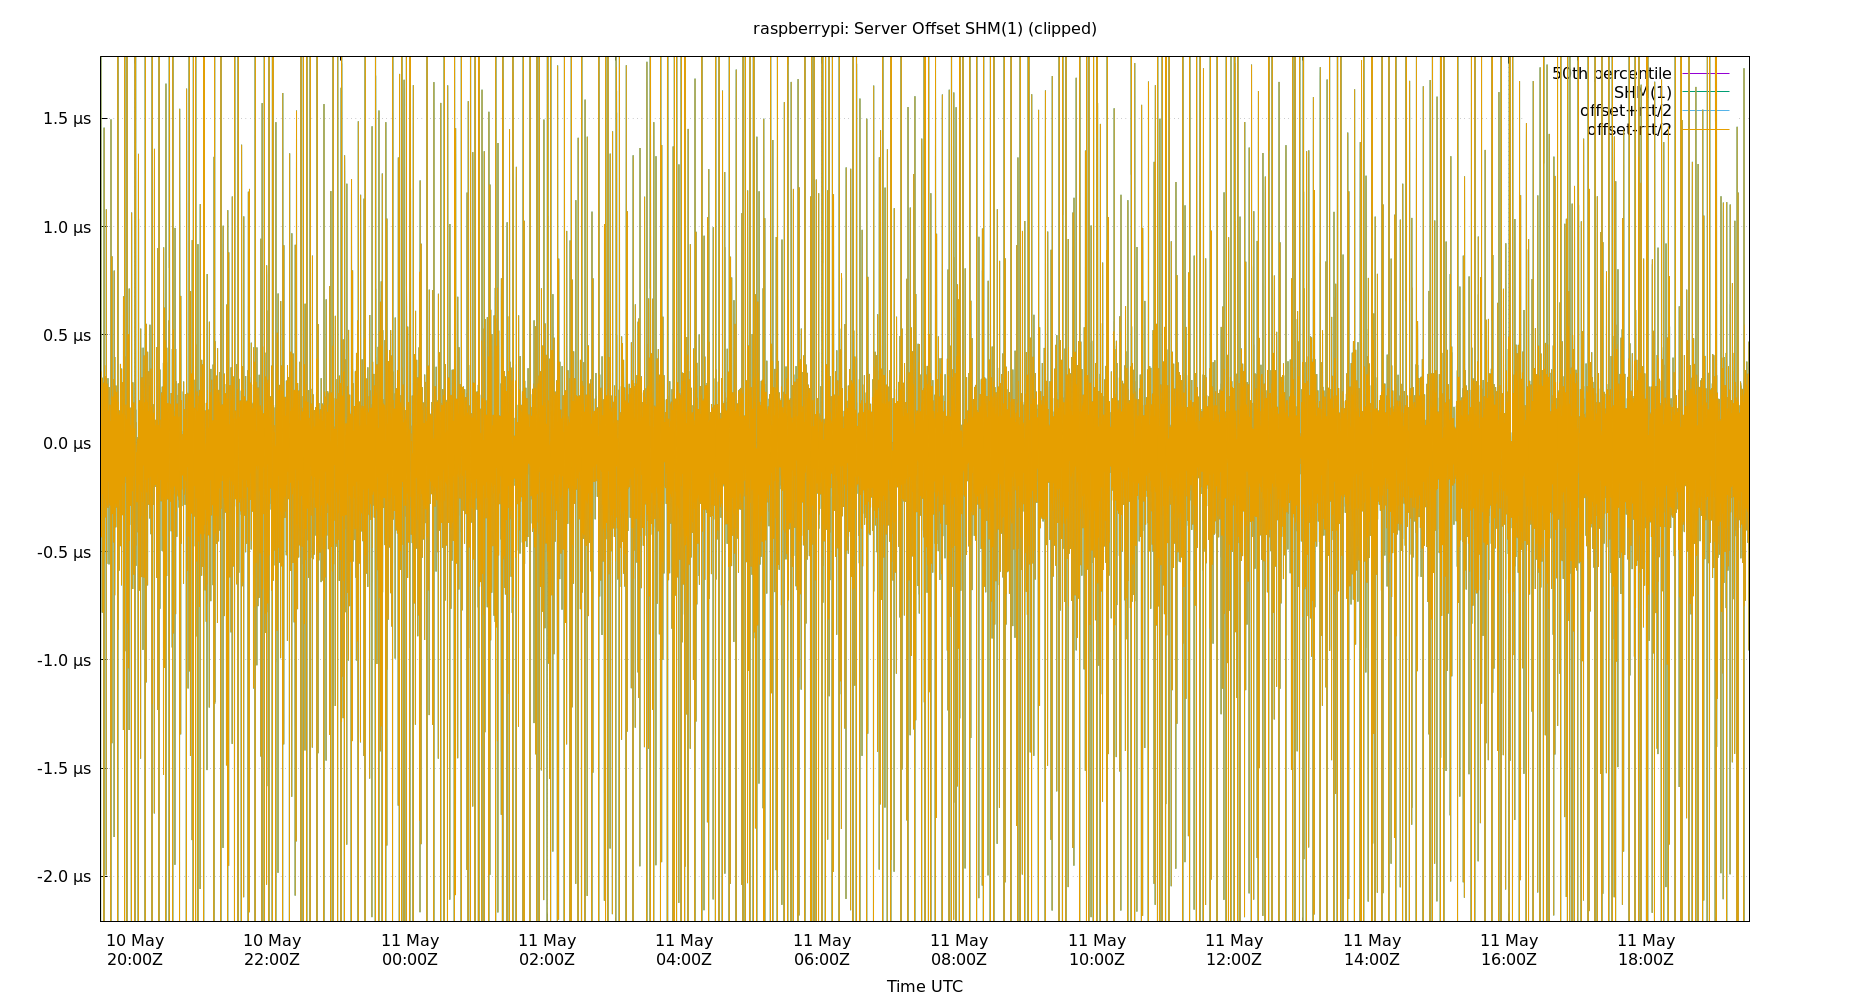 raspberrypi: Server Offset SHM(1) (clipped)
50th percentile
SHM(1)
offset+rtt/2
offset-rtt/2
1.5 µs
1.0 µs
0.5 µs
0.0 µs
-0.5 µs
-1.0 µs
-1.5 µs
-2.0 µs
10 May 10 May 11 May 11 May 11 May 11 May 11 May 11 May 11 May 11 May 11 May 11 May
20:00Z 22:00Z 00:00Z 02:00Z 04:00Z 06:00Z 08:00Z 10:00Z 12:00Z 14:00Z 16:00Z 18:00Z
Time UTC